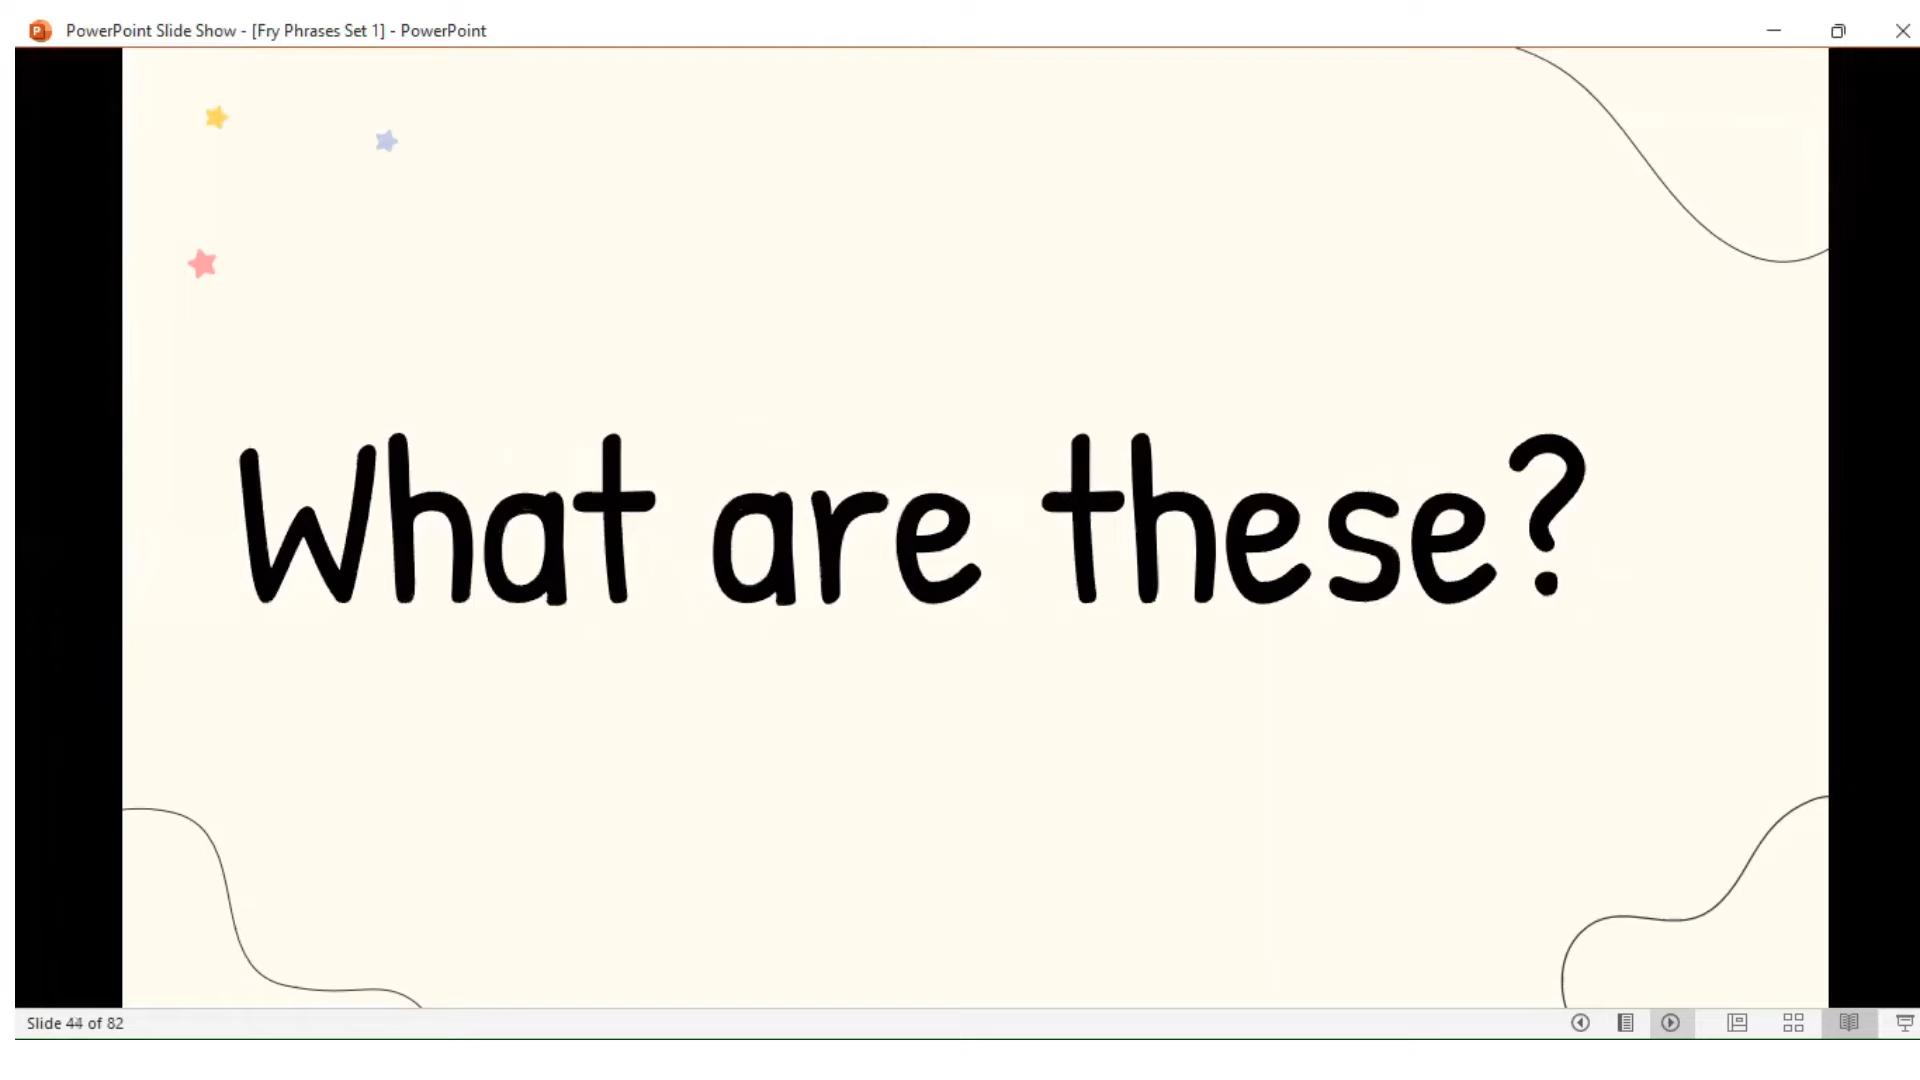 PowerPoint Slide Show - [Fry Phrases Set 1] - PowerPoint
What are these?
Slide 44 of 82